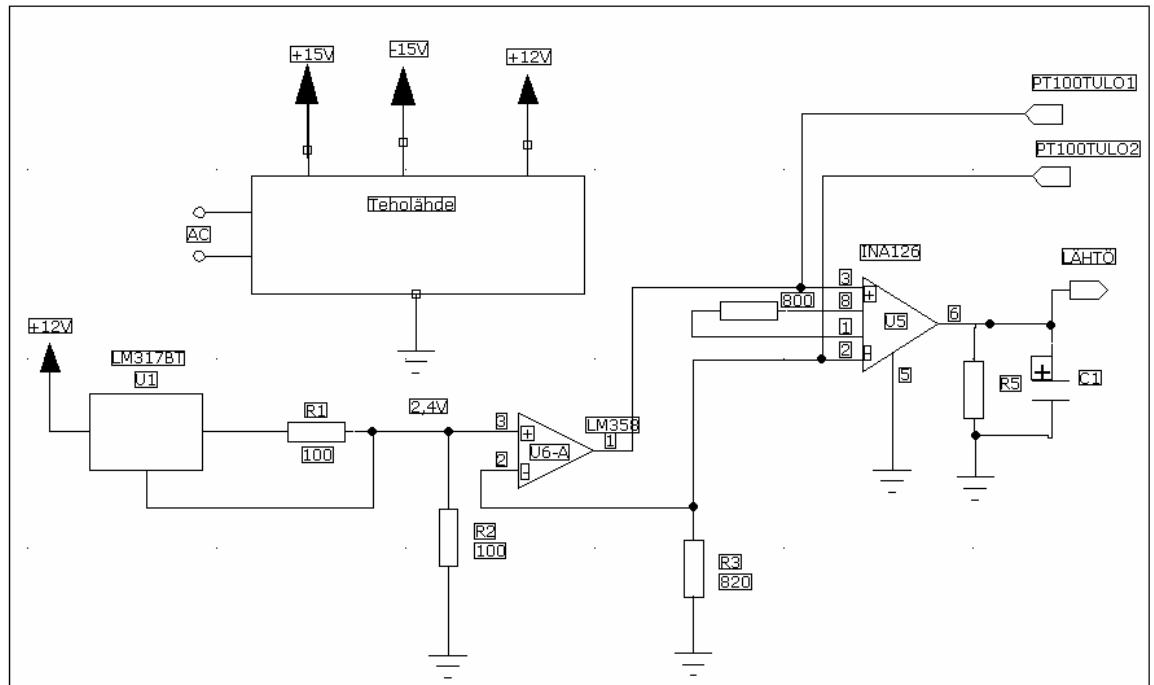 +15V
-15V
+12V
PT100TULO1
PT100TULO2
Teholähde
AC
INA126
LÄHTÖ
3
800
8
+
U5
6
1
2
-
5
+
R5
C1
+12V
LM317BT
U1
R1
100
2,4V
3
+
LM358
1
U6-A
2
-
R2
100
R3
820